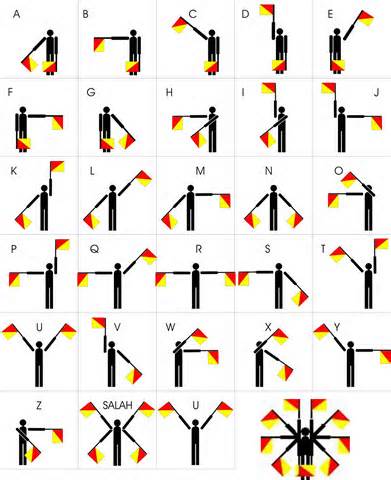 A B C D E
F G H I J
K L M N O
P Q R S T
U V W X Y
Z SALAH U